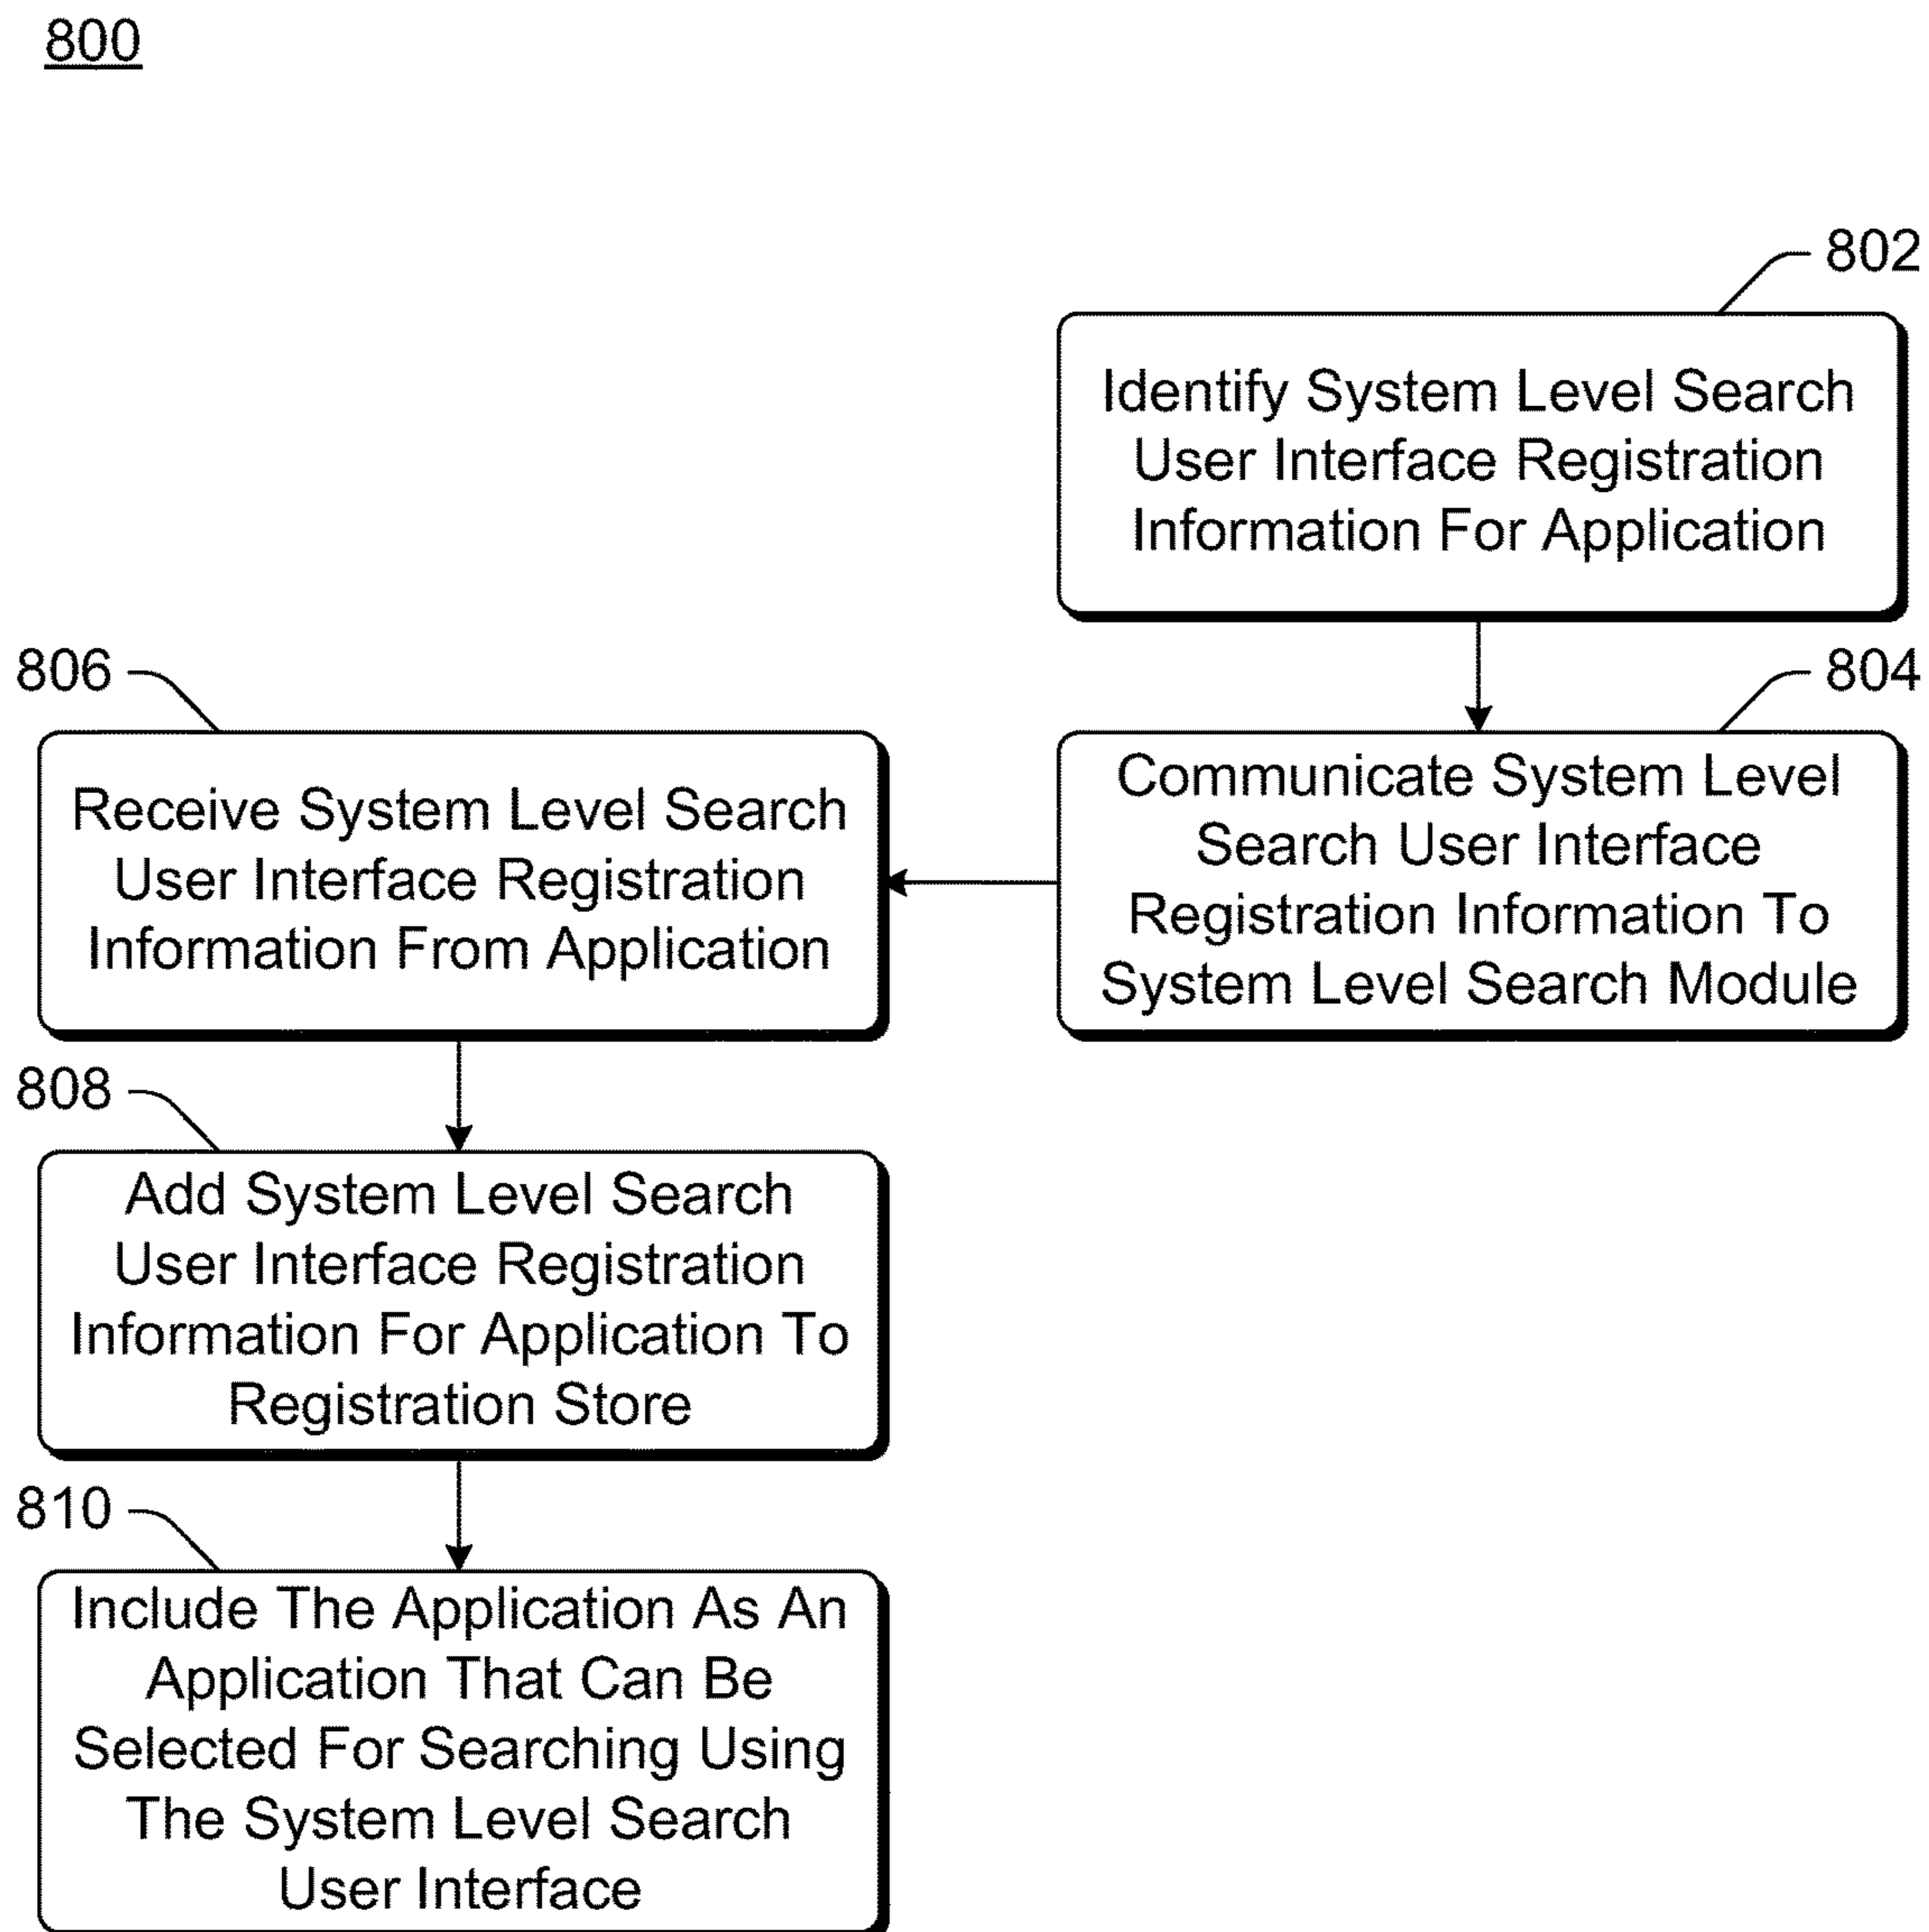 800
802
Identify System Level Search
User Interface Registration
Information For Application
804
Communicate System Level
Search User Interface
Registration Information To
System Level Search Module
806
Receive System Level Search
User Interface Registration
Information From Application
808
Add System Level Search
User Interface Registration
Information For Application To
Registration Store
810
Include The Application As An
Application That Can Be
Selected For Searching Using
The System Level Search
User Interface